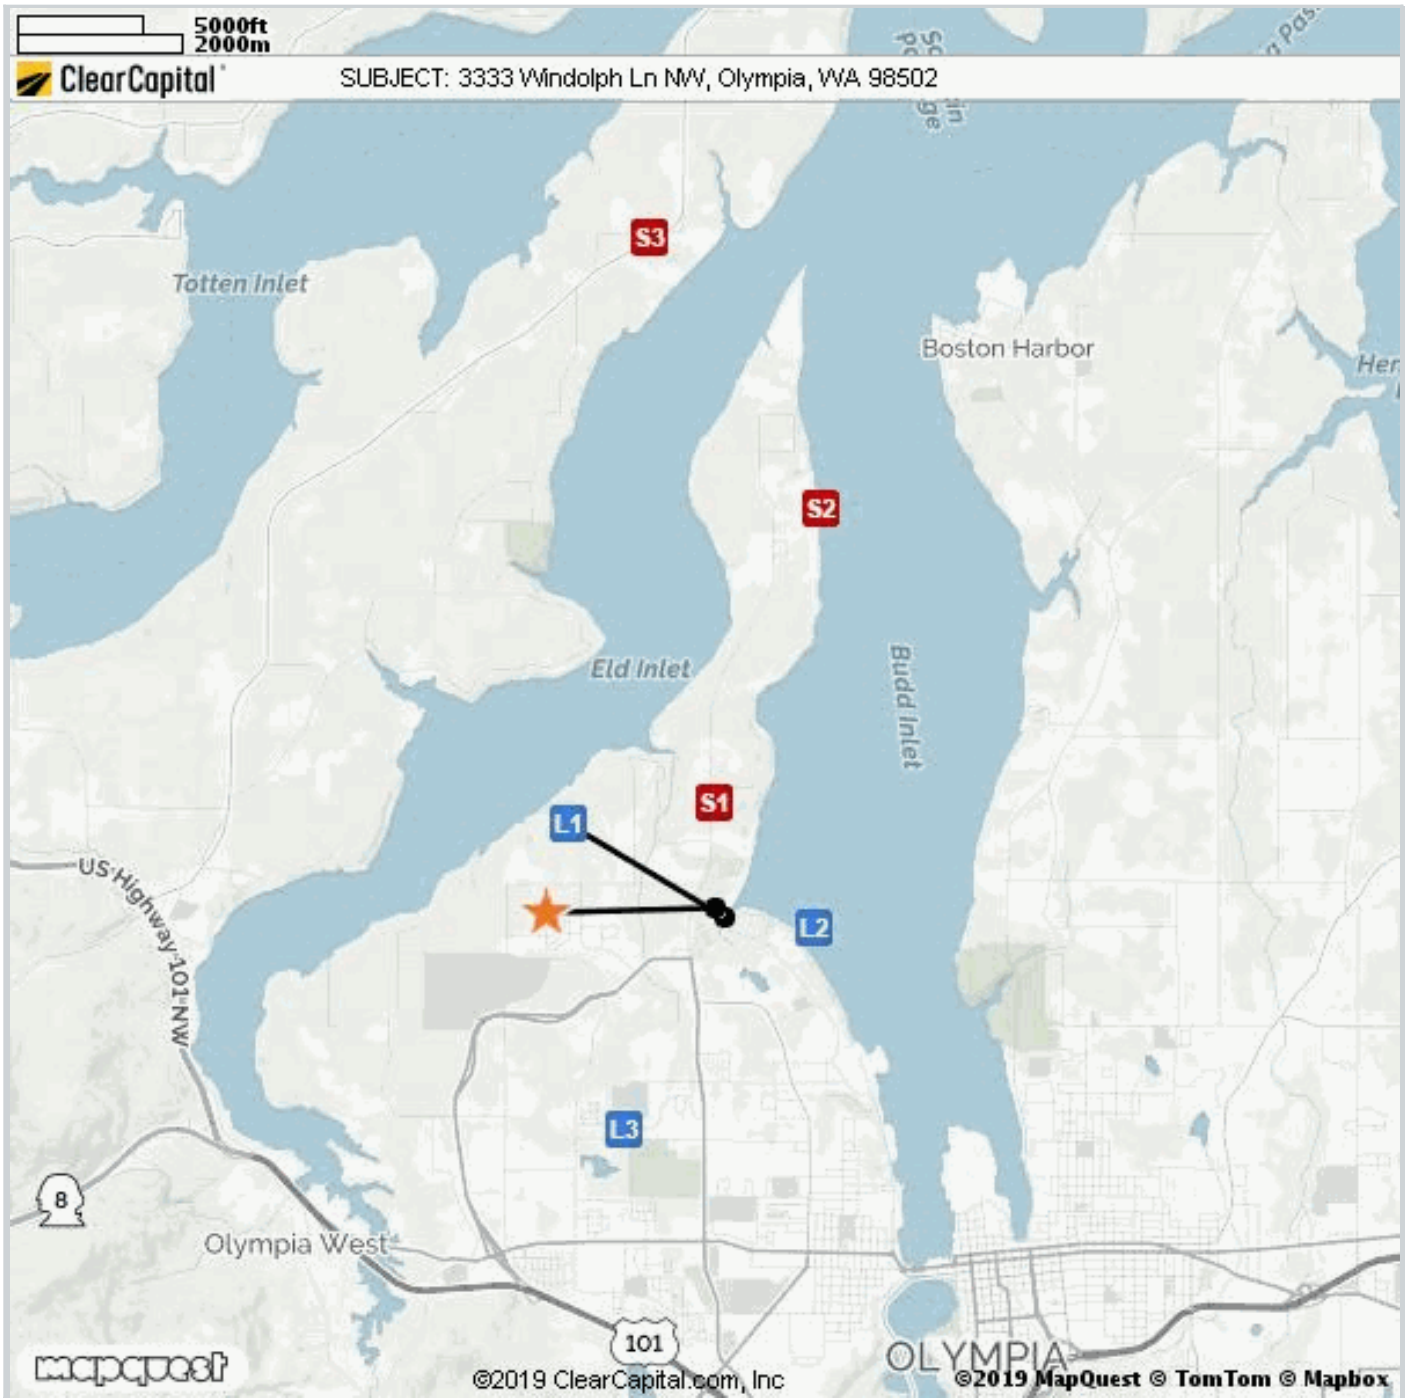 5000ft
2000m
ClearCapital
SUBJECT: 3333 Windolph Ln NW, Olympia, WA 98502
S3
Totten Inlet
Boston Harbor
S2
Eld Inlet
Budd Inlet
S1
L1
US Highway 101 NW
L2
L3
8
Olympia West
101
OLYMPIA
mapquest
©2019 ClearCapital.com, Inc
©2019 MapQuest © TomTom © Mapbox